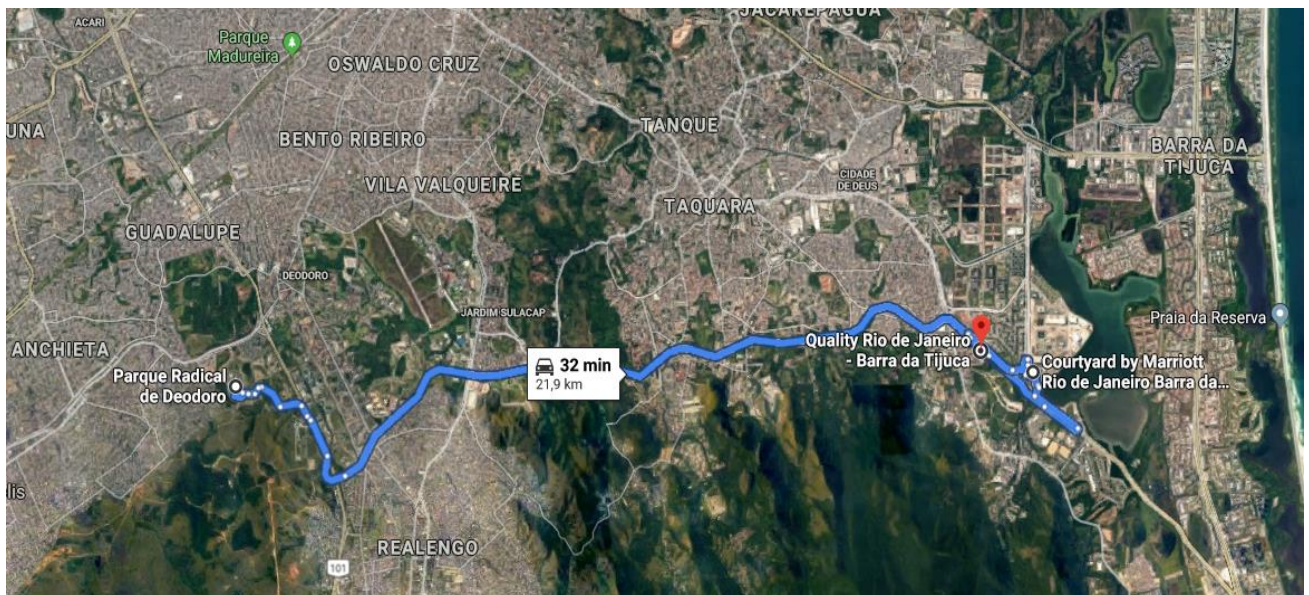 JACAREPAGUÁ
ACARI
Parque
Madureira
OSWALDO CRUZ
UNA
BENTO RIBEIRO
TANQUE
BARRA DA
TIJUCA
VILA VALQUEIRE
CIDADE
DE DEUS
TAQUARA
GUADALUPE
DEODORO
JARDIM SULACAP
Praia da Reserva
ANCHIETA
Quality Rio de Janeiro
- Barra da Tijuca
32 min
21,9 km
Courtyard by Marriott
Rio de Janeiro Barra da...
Parque Radical
de Deodoro
lis
REALENGO
101